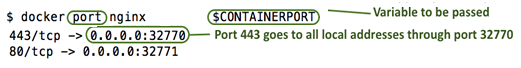 $ docker port nginx $CONTAINERPORT Variable to be passed
443/tcp -> 0.0.0.0:32770 Port 443 goes to all local addresses through port 32770
80/tcp -> 0.0.0.0:32771